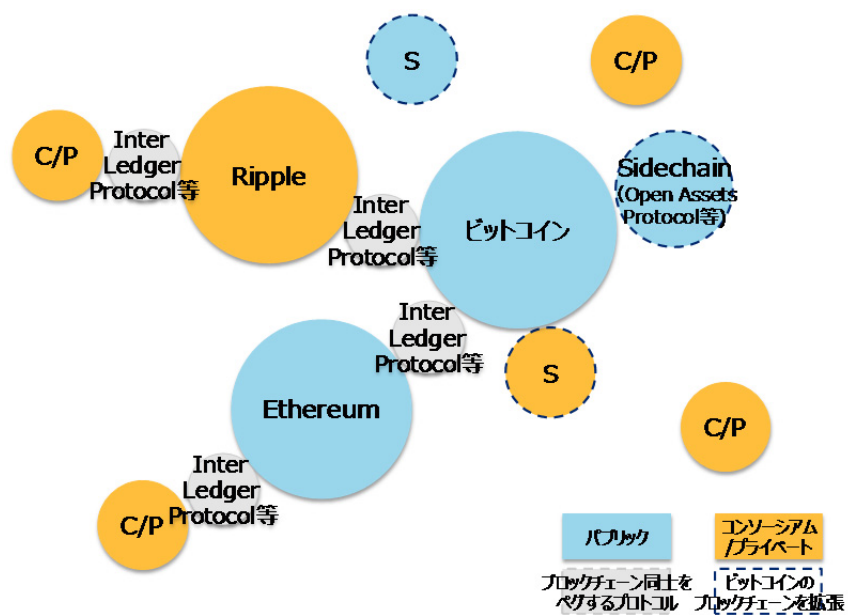 S
C/P
C/P
Inter
Ledger
Protocol等
Ripple
Inter
Ledger
Protocol等
ビットコイン
Sidechain
(Open Assets
Protocol等)
Inter
Ledger
Protocol等
S
Ethereum
C/P
Inter
Ledger
Protocol等
C/P
パブリック
コンソーシアム
/プライベート
ブロックチェーン同士を
ペグするプロトコル
ビットコインの
ブロックチェーンを拡張